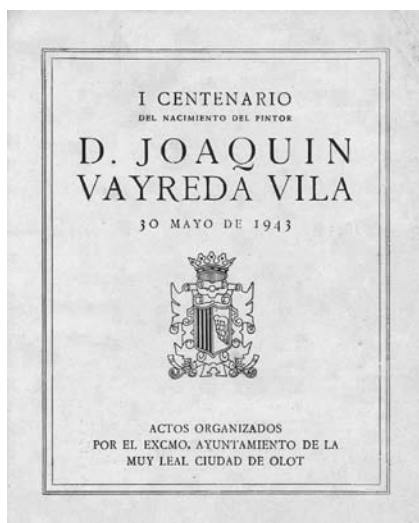 I CENTENARIO
DEL NACIMIENTO DEL PINTOR
D. JOAQUIN
VAYREDA VILA
30 MAYO DE 1943
ACTOS ORGANIZADOS
POR EL EXCMO. AYUNTAMIENTO DE LA
MUY LEAL CIUDAD DE OLOT